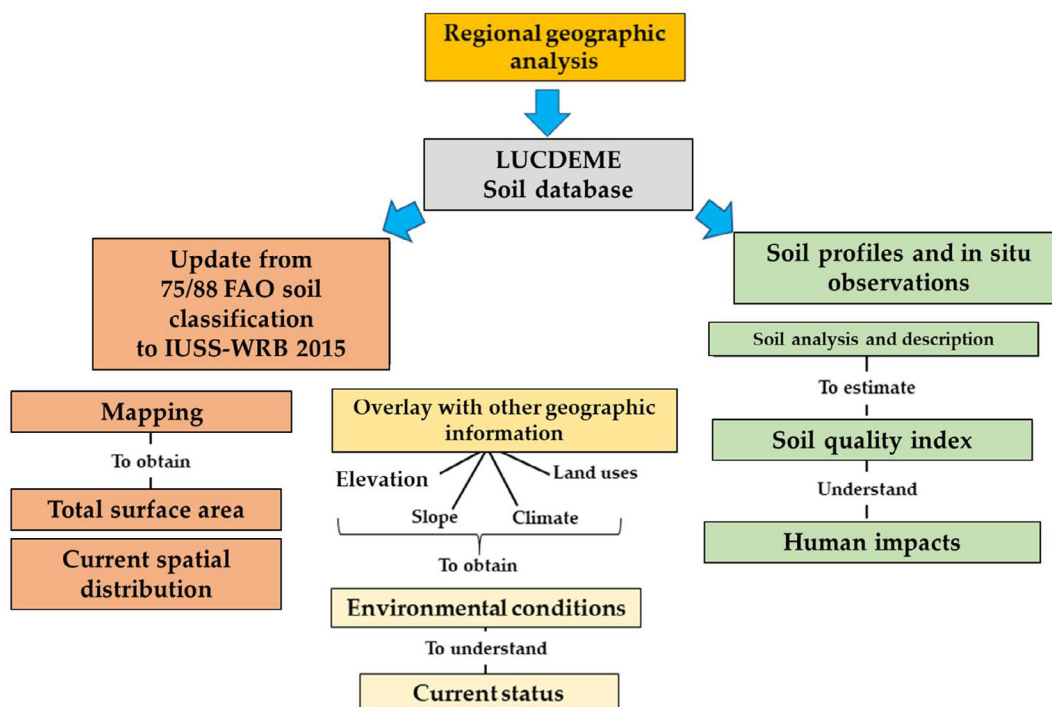 Regional geographic
analysis
LUCDEME
Soil database
Update from
75/88 FAO soil
classification
to IUSS-WRB 2015
Mapping
To obtain
Total surface area
Current spatial
distribution
Overlay with other geographic
information
Elevation
Slope
Climate
Land uses
To obtain
Environmental conditions
To understand
Current status
Soil profiles and in situ
observations
Soil analysis and description
To estimate
Soil quality index
Understand
Human impacts